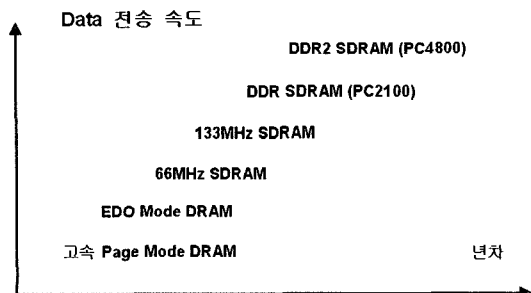 Data 전송 속도
DDR2 SDRAM (PC4800)
DDR SDRAM (PC2100)
133MHz SDRAM
66MHz SDRAM
EDO Mode DRAM
고속 Page Mode DRAM 년차